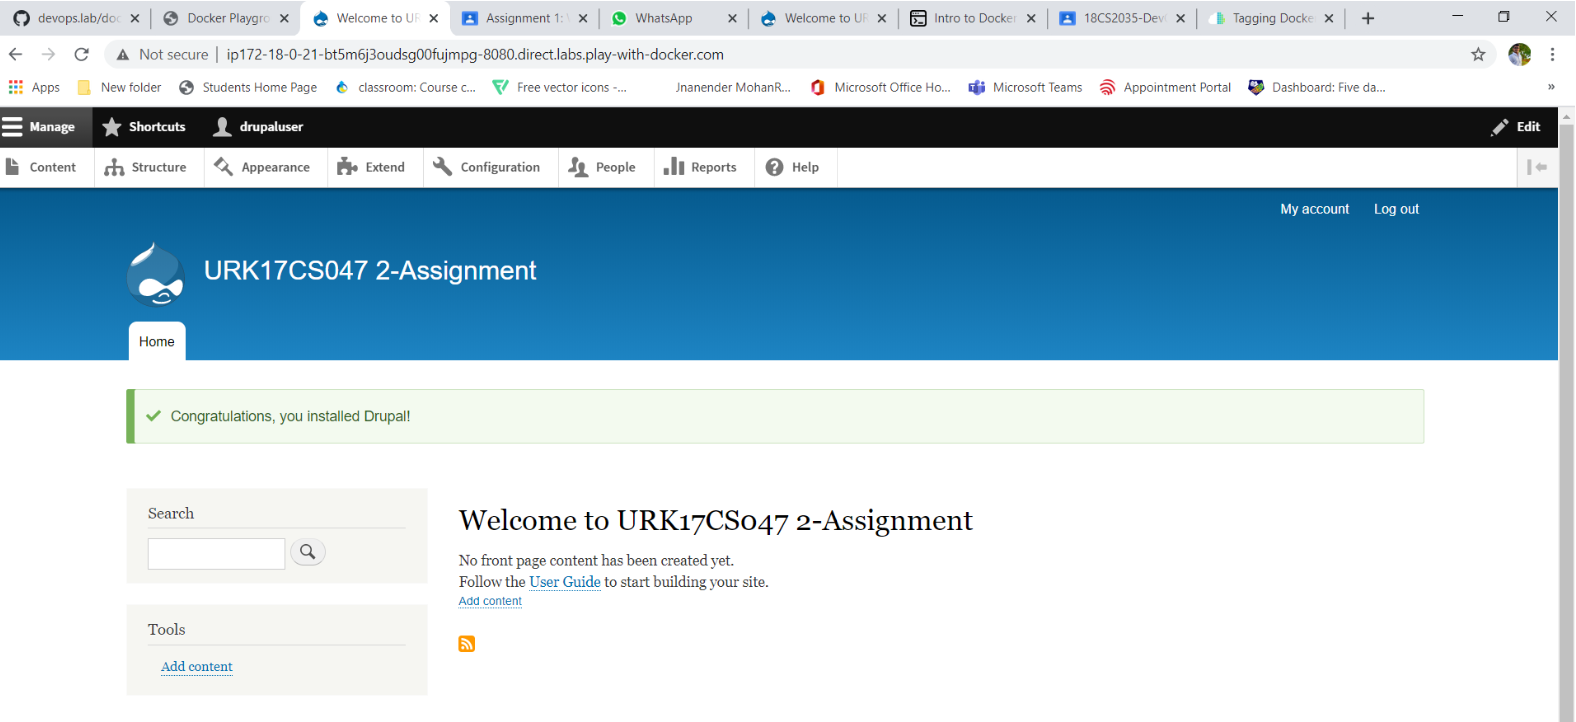 devops.lab/doc
Docker Playgro
Welcome to UR
Assignment 1: 
WhatsApp
Welcome to UR
Intro to Docker
18CS2035-Dev
Tagging Docke
Not secure | ip172-18-0-21-bt5m6j3oudsg00fujmpg-8080.direct.labs.play-with-docker.com
Apps New folder Students Home Page classroom: Course c... Free vector icons -... Jnanender MohanR... Microsoft Office Ho... Microsoft Teams Appointment Portal Dashboard: Five da... »
Manage Shortcuts drupaluser Edit
Content Structure Appearance Extend Configuration People Reports Help
My account Log out
URK17CS047 2-Assignment
Home
Congratulations, you installed Drupal!
Search
Tools
Add content
Welcome to URK17CS047 2-Assignment
No front page content has been created yet.
Follow the User Guide to start building your site.
Add content